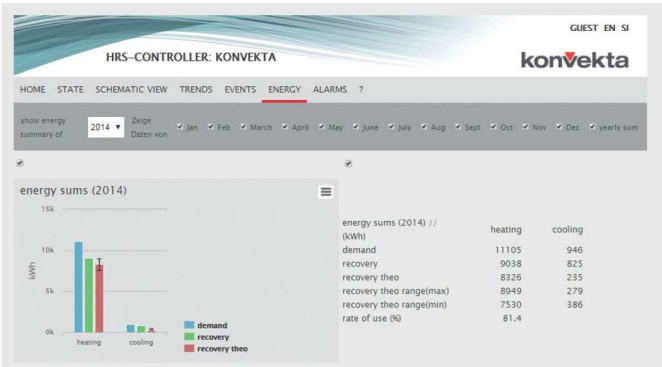 GUEST EN SI
HRS-CONTROLLER: KONVEKTA
konvekta
HOME STATE SCHEMATIC VIEW TRENDS EVENTS ENERGY ALARMS ?
show energy summary of 2014 Zeige Daten von Jan Feb March April May June July Aug Sept Oct Nov Dec yearly sum
energy sums (2014)
15k
10k
5k
0k
kWh
heating cooling
demand
recovery
recovery theo
energy sums (2014) // (kWh) heating cooling
demand 11105 946
recovery 9038 825
recovery theo 8326 235
recovery theo range(max) 8949 279
recovery theo range(min) 7530 386
rate of use (%) 81.4